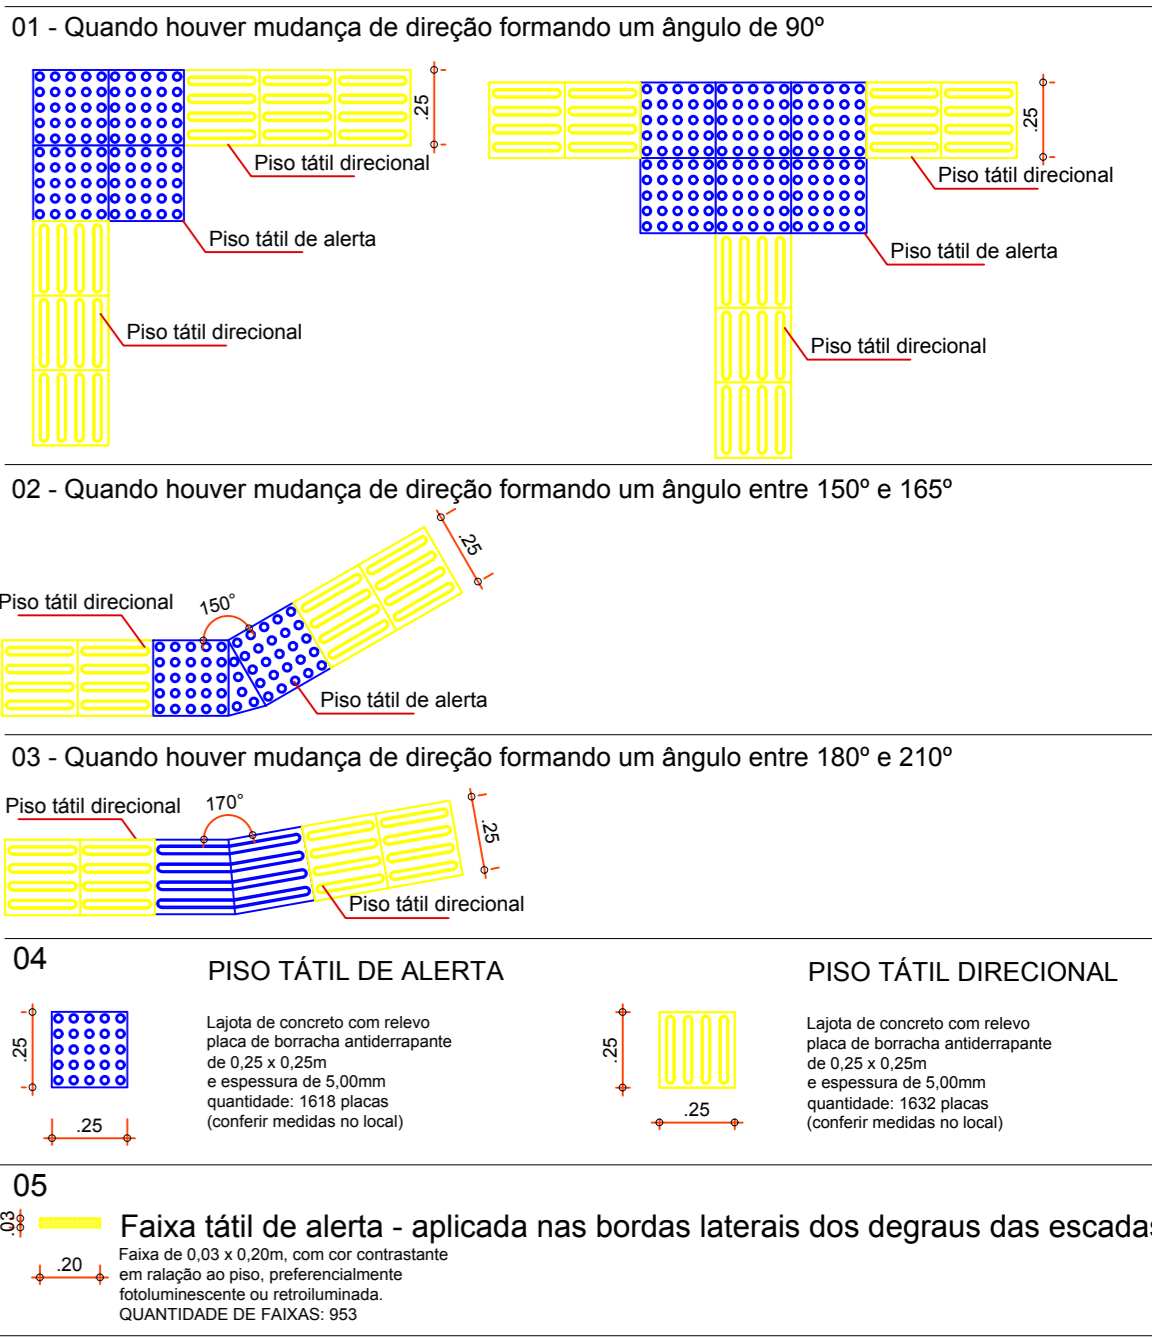 01 - Quando houver mudança de direção formando um ângulo de 90º
.25
Piso tátil direcional
Piso tátil de alerta
Piso tátil direcional
.25
Piso tátil direcional
Piso tátil de alerta
Piso tátil direcional
02 - Quando houver mudança de direção formando um ângulo entre 150º e 165º
.25
Piso tátil direcional
150°
Piso tátil de alerta
03 - Quando houver mudança de direção formando um ângulo entre 180º e 210º
Piso tátil direcional
170°
.25
Piso tátil direcional
04
PISO TÁTIL DE ALERTA
.25
.25
Lajota de concreto com relevo
placa de borracha antiderrapante
de 0,25 x 0,25m
e espessura de 5,00mm
quantidade: 1618 placas
(conferir medidas no local)
PISO TÁTIL DIRECIONAL
.25
.25
Lajota de concreto com relevo
placa de borracha antiderrapante
de 0,25 x 0,25m
e espessura de 5,00mm
quantidade: 1632 placas
(conferir medidas no local)
05
.03
.20
Faixa tátil de alerta - aplicada nas bordas laterais dos degraus das escadas
Faixa de 0,03 x 0,20m, com cor contrastante
em ralação ao piso, preferencialmente
fotoluminescente ou retroiluminada.
QUANTIDADE DE FAIXAS: 953